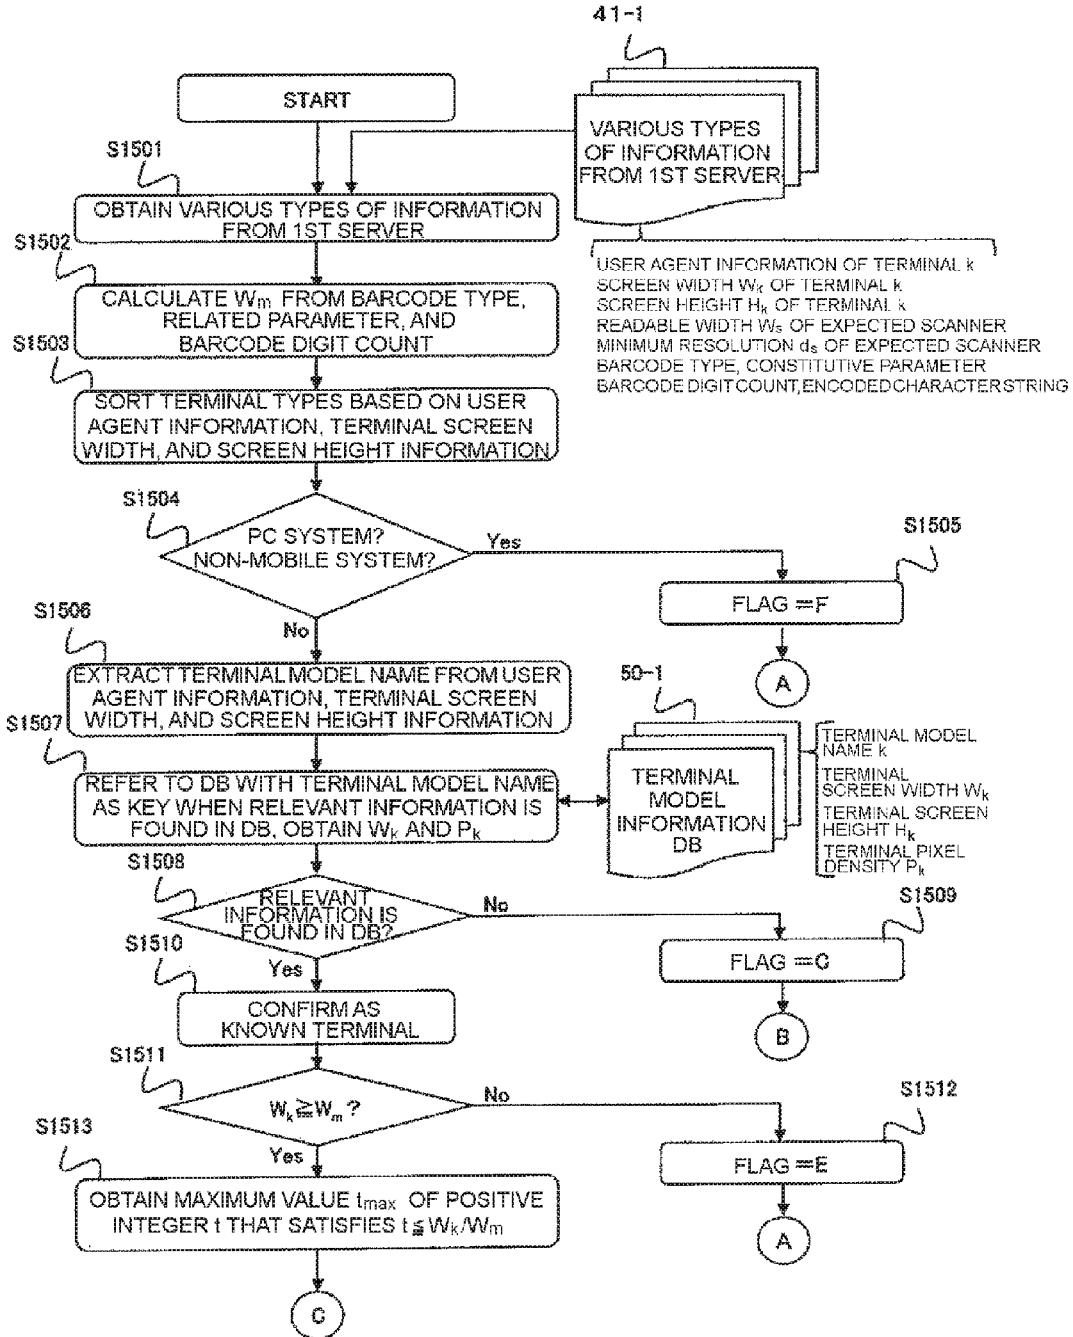 41-1
START
VARIOUS TYPES
OF INFORMATION
FROM 1ST SERVER
S1501
OBTAIN VARIOUS TYPES OF INFORMATION
FROM 1ST SERVER
USER AGENT INFORMATION OF TERMINAL k
SCREEN WIDTH Wk OF TERMINAL k
SCREEN HEIGHT Hk OF TERMINAL k
READABLE WIDTH Ws OF EXPECTED SCANNER
MINIMUM RESOLUTION ds OF EXPECTED SCANNER
BARCODE TYPE, CONSTITUTIVE PARAMETER
BARCODE DIGIT COUNT, ENCODED CHARACTER STRING
S1502
CALCULATE Wm FROM BARCODE TYPE,
RELATED PARAMETER, AND
BARCODE DIGIT COUNT
S1503
SORT TERMINAL TYPES BASED ON USER
AGENT INFORMATION, TERMINAL SCREEN
WIDTH, AND SCREEN HEIGHT INFORMATION
S1504
PC SYSTEM?
NON-MOBILE SYSTEM?
Yes
No
S1505
FLAG =F
A
S1506
EXTRACT TERMINAL MODEL NAME FROM USER
AGENT INFORMATION, TERMINAL SCREEN
WIDTH, AND SCREEN HEIGHT INFORMATION
S1507
REFER TO DB WITH TERMINAL MODEL NAME
AS KEY WHEN RELEVANT INFORMATION IS
FOUND IN DB, OBTAIN Wk AND Pk
50-1
TERMINAL
MODEL
INFORMATION
DB
TERMINAL MODEL
NAME k
TERMINAL
SCREEN WIDTH Wk
TERMINAL SCREEN
HEIGHT Hk
TERMINAL PIXEL
DENSITY Pk
S1508
RELEVANT
INFORMATION IS
FOUND IN DB?
No
Yes
S1509
FLAG =C
B
S1510
CONFIRM AS
KNOWN TERMINAL
S1511
Wk≧Wm ?
No
Yes
S1512
FLAG =E
A
S1513
OBTAIN MAXIMUM VALUE tmax OF POSITIVE
INTEGER t THAT SATISFIES t≦Wk/Wm
C